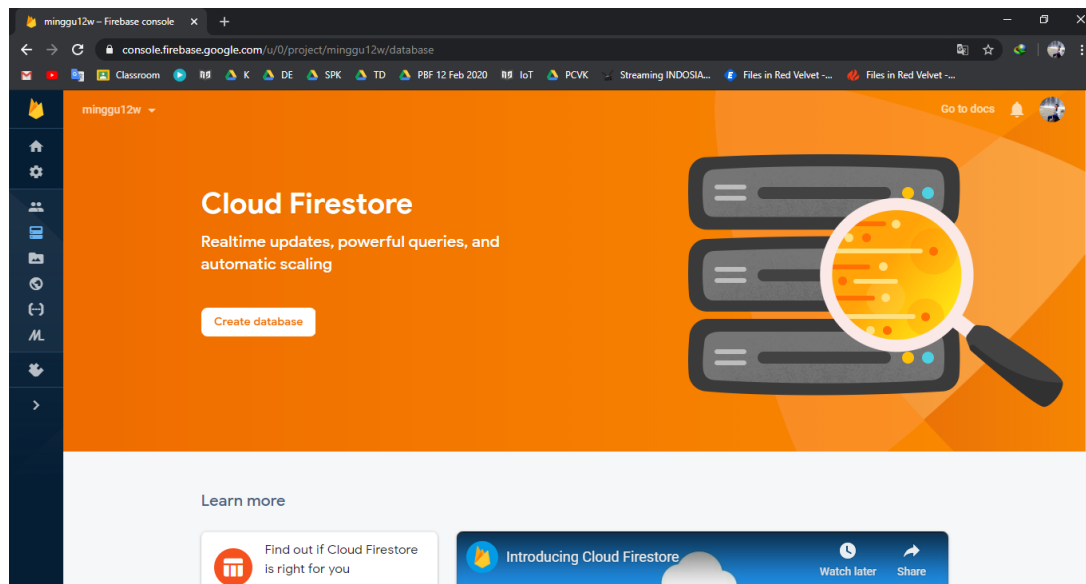 minggu12w – Firebase console
console.firebase.google.com/u/0/project/minggu12w/database
Classroom K DE SPK TD PBF 12 Feb 2020 IoT PCVK Streaming INDOSIA... Files in Red Velvet -... Files in Red Velvet -...
minggu12w Go to docs
Cloud Firestore
Realtime updates, powerful queries, and
automatic scaling
Create database
Learn more
Find out if Cloud Firestore
is right for you
Introducing Cloud Firestore
Watch later Share